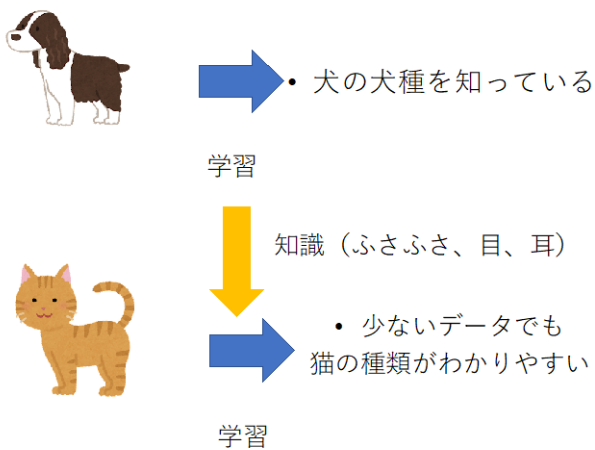 • 犬の犬種を知っている
学習
知識（ふさふさ、目、耳）
• 少ないデータでも
猫の種類がわかりやすい
学習